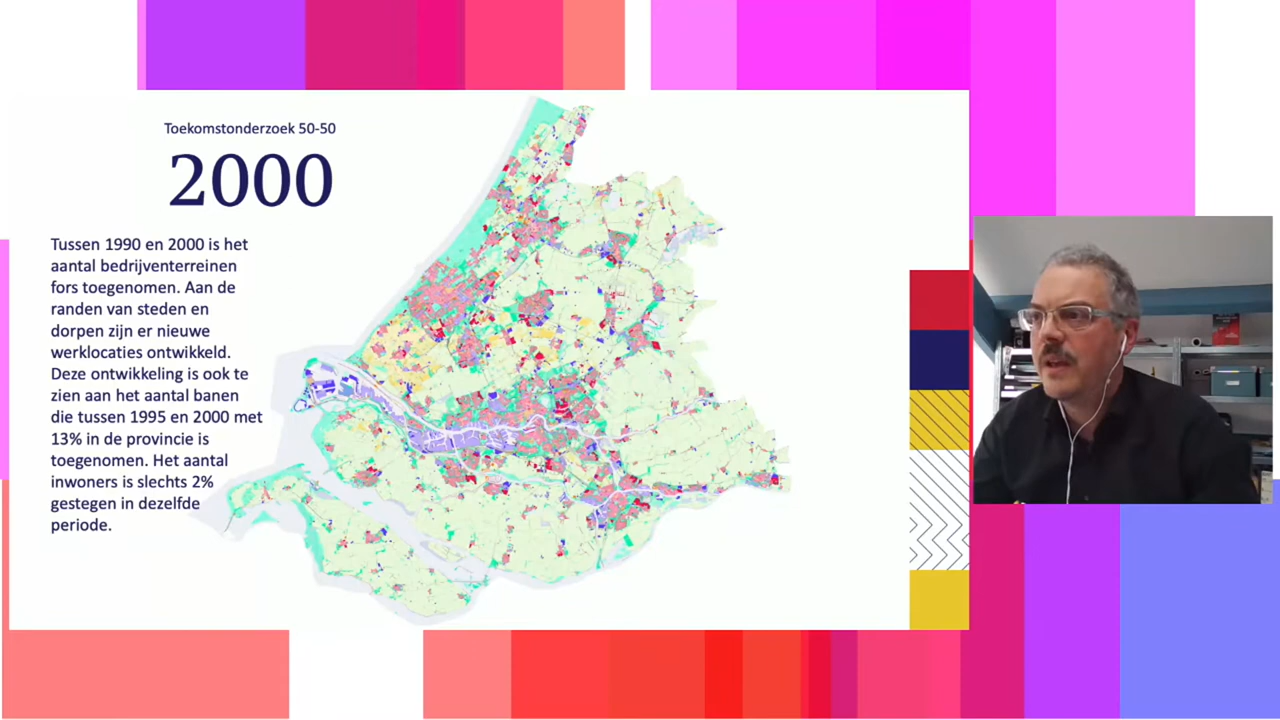 Toekomstonderzoek 50-50
2000
Tussen 1990 en 2000 is het
aantal bedrijventerreinen
fors toegenomen. Aan de
randen van steden en
dorpen zijn er nieuwe
werklocaties ontwikkeld.
Deze ontwikkeling is ook te
zien aan het aantal banen
die tussen 1995 en 2000 met
13% in de provincie is
toegenomen. Het aantal
inwoners is slechts 2%
gestegen in dezelfde
periode.